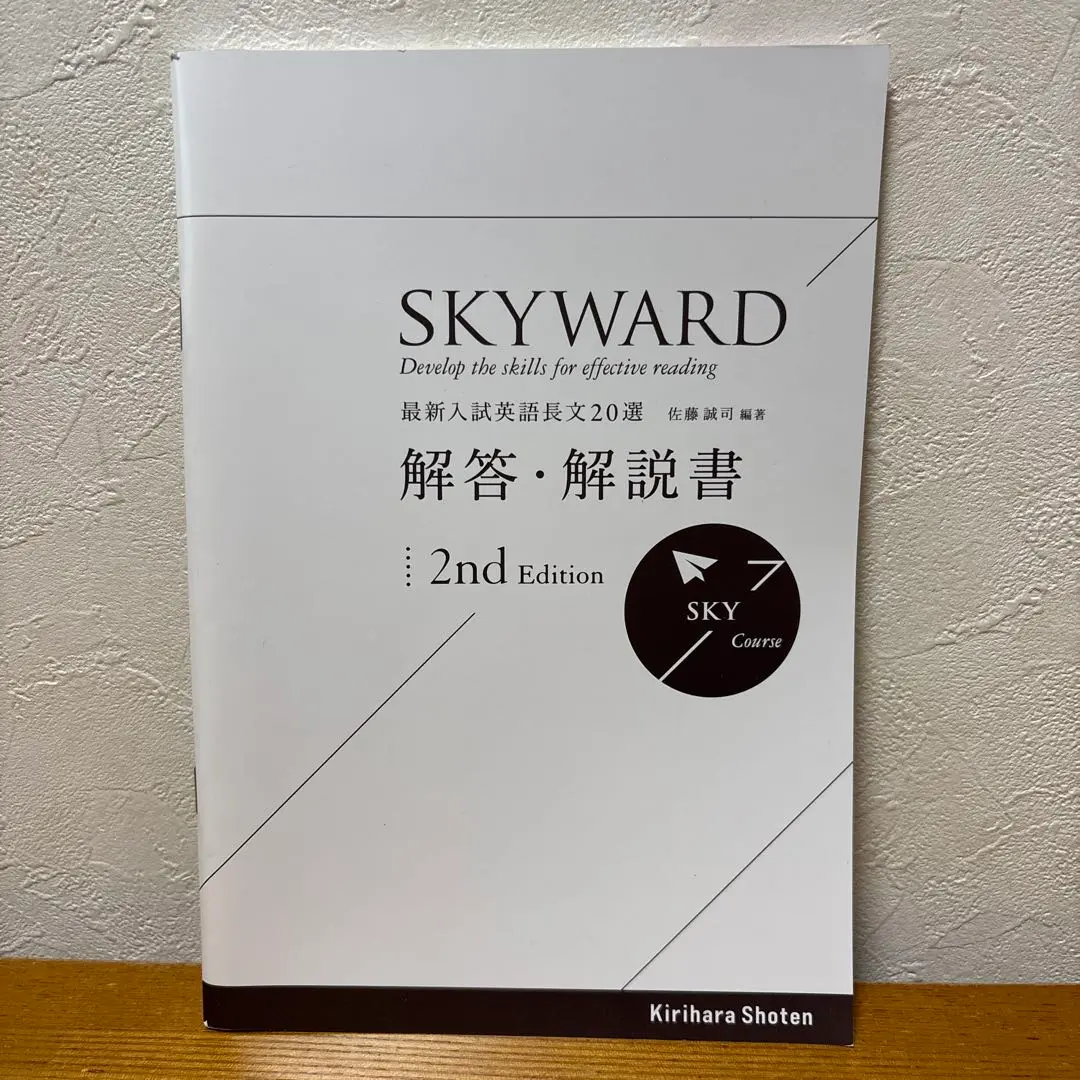 SKYWARD
Develop the skills for effective reading
最新入試英語長文20選 佐藤誠司 編著
解答・解説書
2nd Edition
SKY
Course
Kirihara Shoten